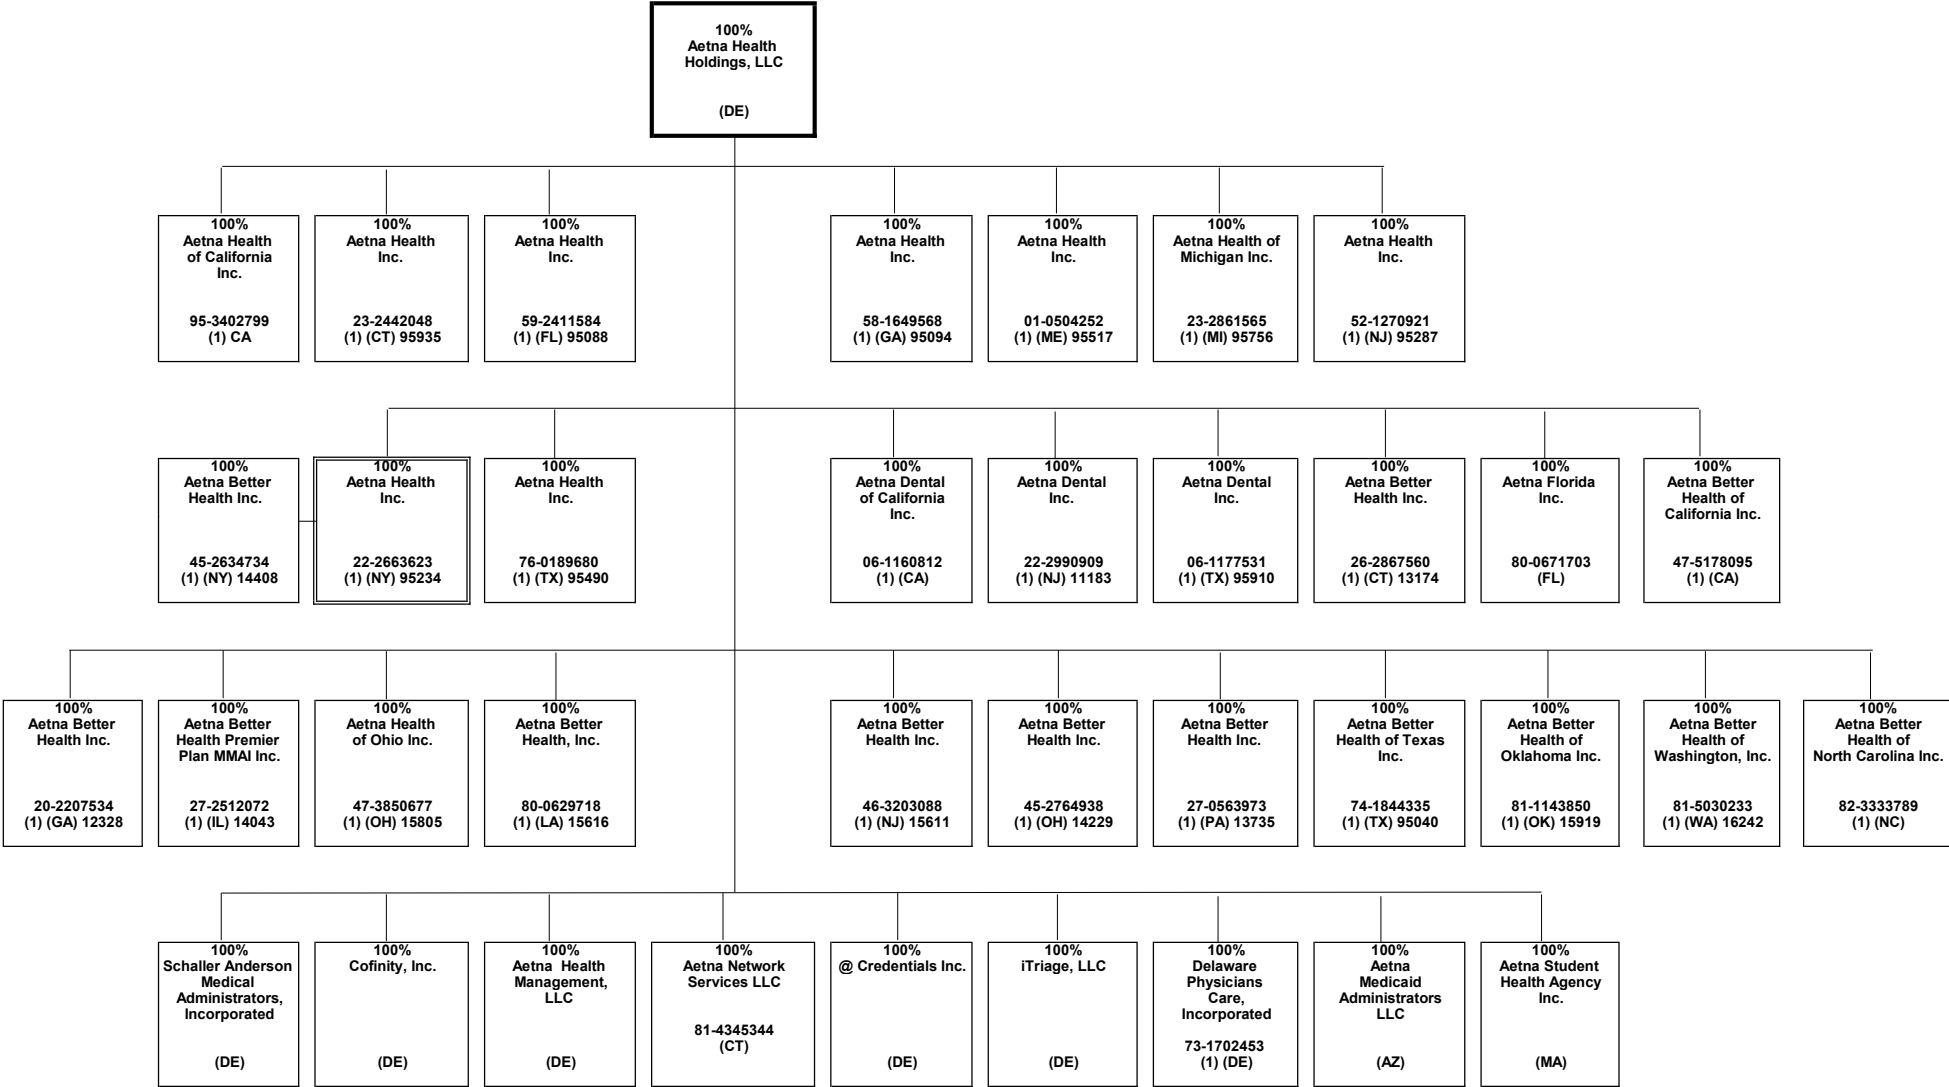 100%
Aetna Health
Holdings, LLC
(DE)
100%
Aetna Health
of California
Inc.
95-3402799
(1) CA
100%
Aetna Health
Inc.
23-2442048
(1) (CT) 95935
100%
Aetna Health
Inc.
59-2411584
(1) (FL) 95088
100%
Aetna Health
Inc.
58-1649568
(1) (GA) 95094
100%
Aetna Health
Inc.
01-0504252
(1) (ME) 95517
100%
Aetna Health of
Michigan Inc.
23-2861565
(1) (MI) 95756
100%
Aetna Health
Inc.
52-1270921
(1) (NJ) 95287
100%
Aetna Better
Health Inc.
45-2634734
(1) (NY) 14408
100%
Aetna Health
Inc.
22-2663623
(1) (NY) 95234
100%
Aetna Health
Inc.
76-0189680
(1) (TX) 95490
100%
Aetna Dental
of California
Inc.
06-1160812
(1) (CA)
100%
Aetna Dental
Inc.
22-2990909
(1) (NJ) 11183
100%
Aetna Dental
Inc.
06-1177531
(1) (TX) 95910
100%
Aetna Better
Health Inc.
26-2867560
(1) (CT) 13174
100%
Aetna Florida
Inc.
80-0671703
(FL)
100%
Aetna Better
Health of
California Inc.
47-5178095
(1) (CA)
100%
Aetna Better
Health Inc.
20-2207534
(1) (GA) 12328
100%
Aetna Better
Health Premier
Plan MMAI Inc.
27-2512072
(1) (IL) 14043
100%
Aetna Health
of Ohio Inc.
47-3850677
(1) (OH) 15805
100%
Aetna Better
Health, Inc.
80-0629718
(1) (LA) 15616
100%
Aetna Better
Health Inc.
46-3203088
(1) (NJ) 15611
100%
Aetna Better
Health Inc.
45-2764938
(1) (OH) 14229
100%
Aetna Better
Health Inc.
27-0563973
(1) (PA) 13735
100%
Aetna Better
Health of Texas
Inc.
74-1844335
(1) (TX) 95040
100%
Aetna Better
Health of
Oklahoma Inc.
81-1143850
(1) (OK) 15919
100%
Aetna Better
Health of
Washington, Inc.
81-5030233
(1) (WA) 16242
100%
Aetna Better
Health of
North Carolina Inc.
82-3333789
(1) (NC)
100%
Schaller Anderson
Medical
Administrators,
Incorporated
(DE)
100%
Cofinity, Inc.
(DE)
100%
Aetna Health
Management,
LLC
(DE)
100%
Aetna Network
Services LLC
81-4345344
(CT)
100%
@ Credentials Inc.
(DE)
100%
iTriage, LLC
(DE)
100%
Delaware
Physicians
Care,
Incorporated
73-1702453
(1) (DE)
100%
Aetna
Medicaid
Administrators
LLC
(AZ)
100%
Aetna Student
Health Agency
Inc.
(MA)